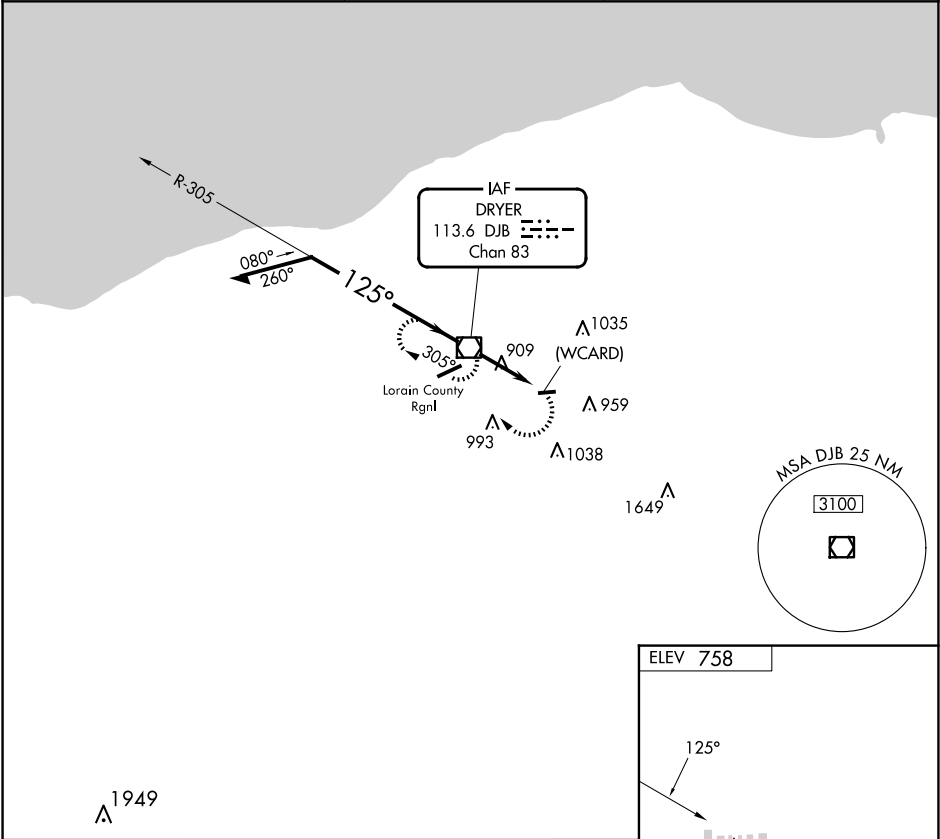 R-305
IAF
DRYER
113.6 DJB
Chan 83
080°
260°
125°
305°
Lorain County
Rgnl
909
1035
(WCARD)
959
993
1038
1649
MSA DJB 25 NM
3100
ELEV 758
125°
1949